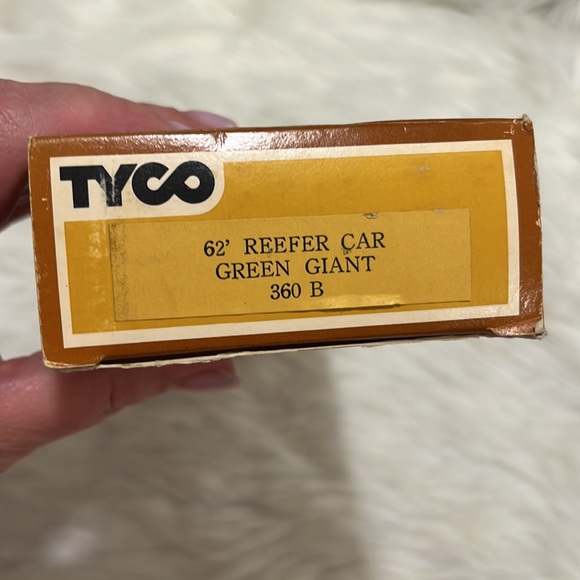 TYCO
62' REEFER CAR
GREEN GIANT
360 B